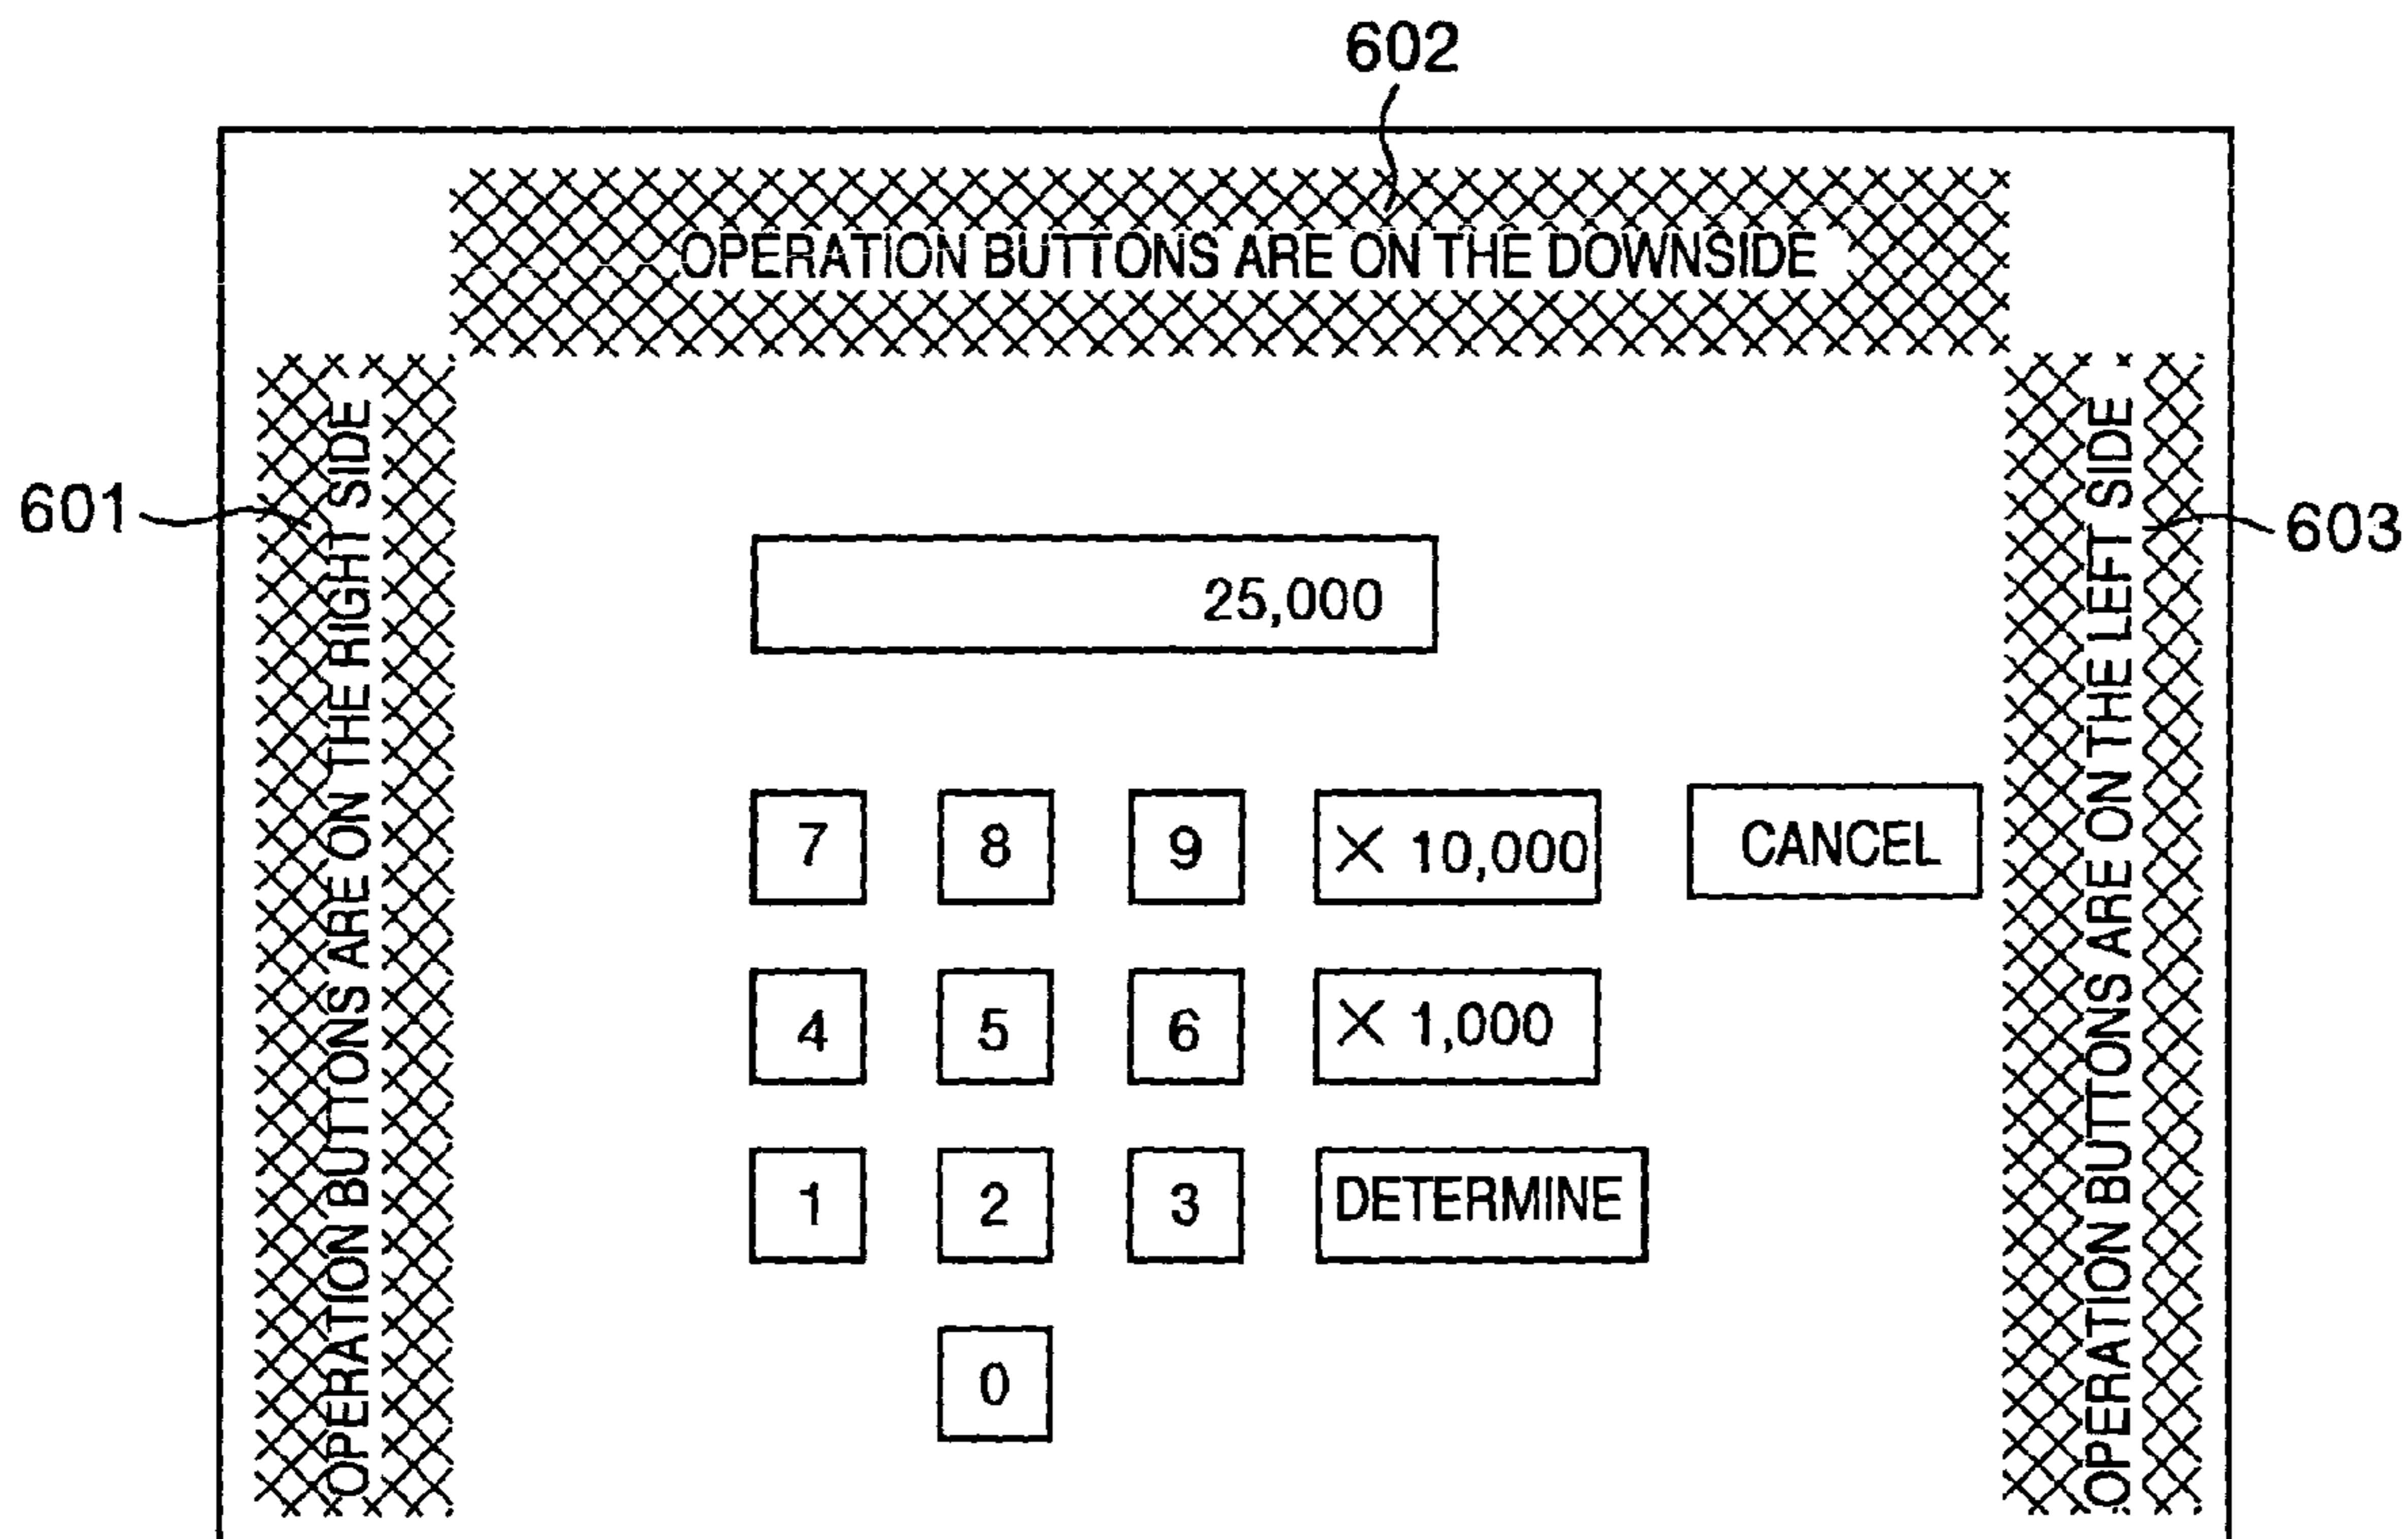 602
OPERATION BUTTONS ARE ON THE DOWNSIDE
601
OPERATION BUTTONS ARE ON THE RIGHT SIDE
OPERATION BUTTONS ARE ON THE LEFT SIDE
603
25,000
7 8 9 × 10,000 CANCEL
4 5 6 × 1,000
1 2 3 DETERMINE
0